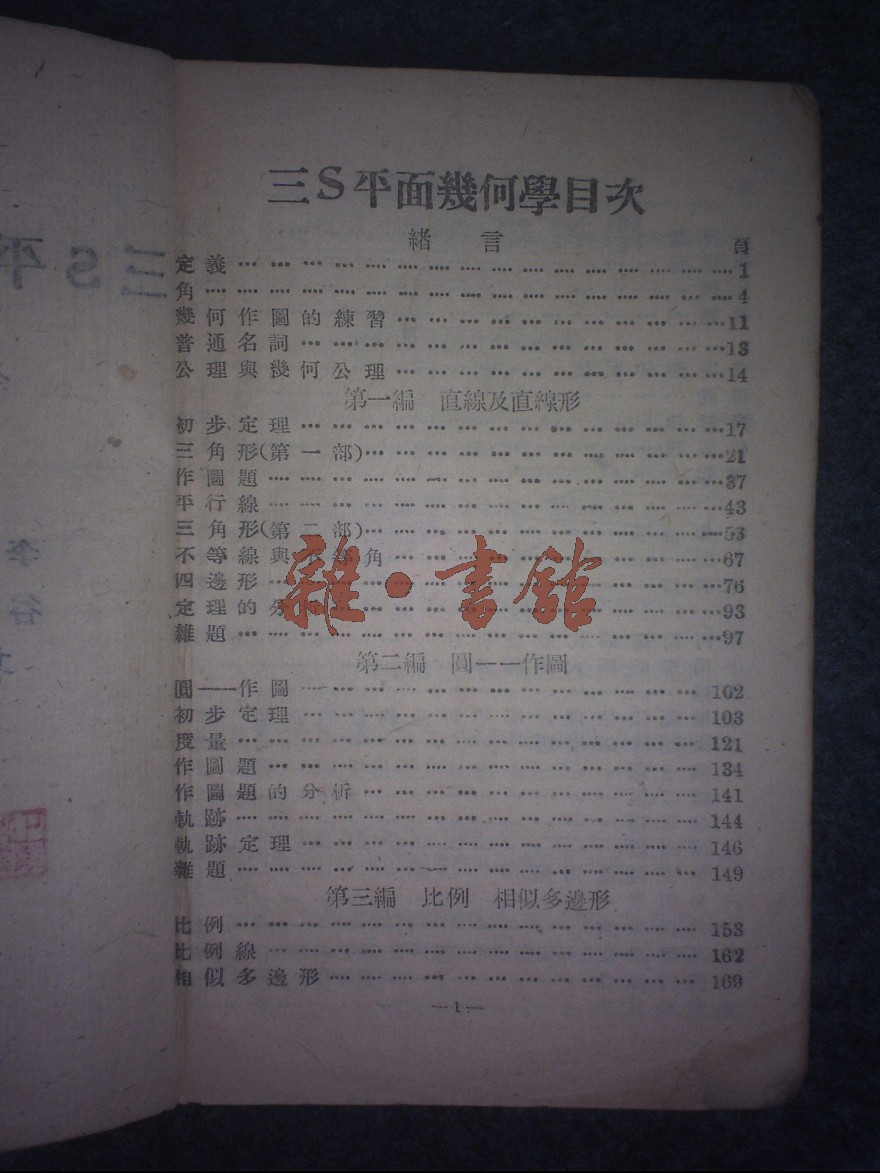 三S平面幾何學目次
緒 言 頁
定義 1
角 4
幾何作圖的練習 11
普通名詞 13
公理與幾何公理 14
第一編 直線及直線形
初步定理 17
三角形(第一部) 21
作圖題 37
平行線 43
三角形(第二部) 53
不等線與不等角 67
四邊形 76
定理的分 93
雜題 97
第二編 圓——作圖
圓——作圖 102
初步定理 103
度量 121
作圖題 134
作圖題的分析 141
軌跡 144
軌跡定理 146
雜題 149
第三編 比例 相似多邊形
比例 153
比例線 162
相似多邊形 169
—1—
雜·書館
三S平
李
谷